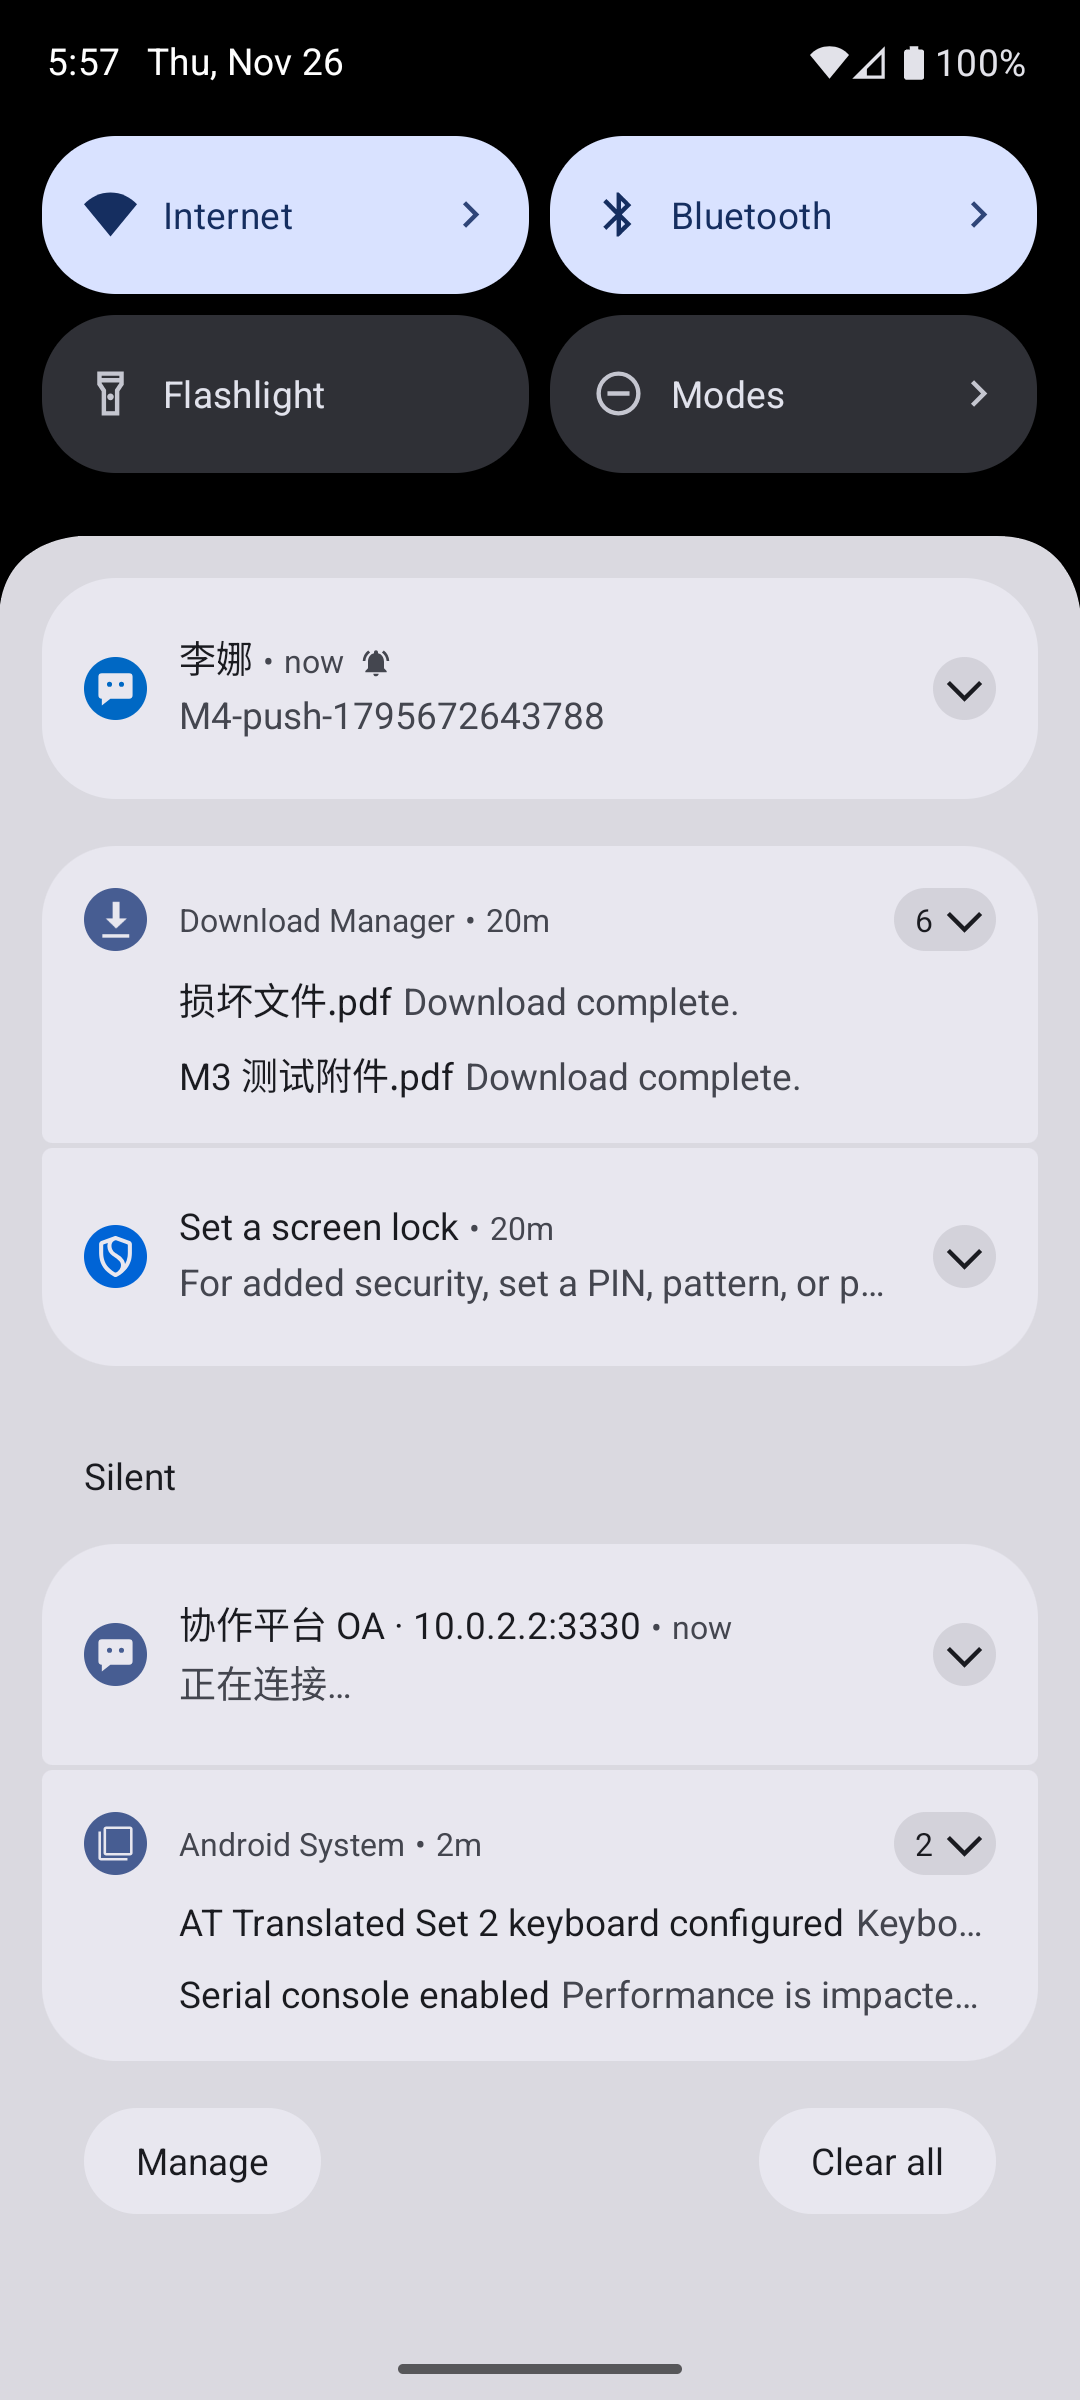 5:57 Thu, Nov 26 100%
Internet
Bluetooth
Flashlight
Modes
李娜 • now
M4-push-1795672643788
Download Manager • 20m 6
损坏文件.pdf Download complete.
M3 测试附件.pdf Download complete.
Set a screen lock • 20m
For added security, set a PIN, pattern, or p…
Silent
协作平台 OA · 10.0.2.2:3330 • now
正在连接…
Android System • 2m 2
AT Translated Set 2 keyboard configured Keybo…
Serial console enabled Performance is impacte…
Manage
Clear all